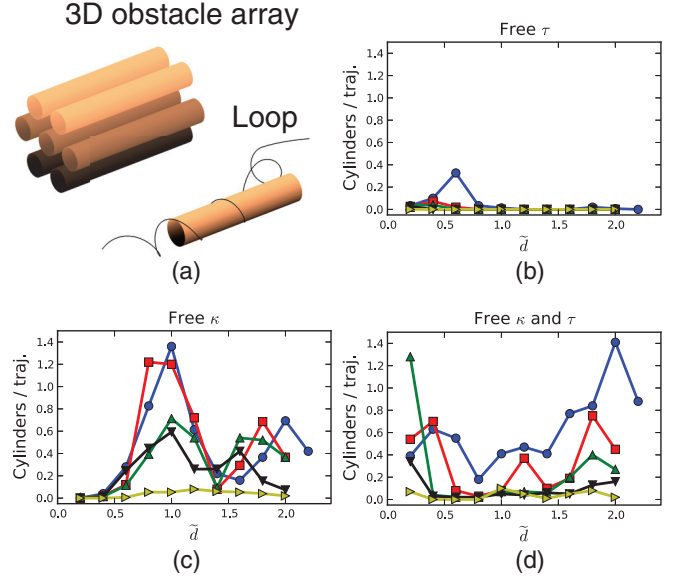 3D obstacle array
Loop
(a)
Free τ
Cylinders / traj.
1.4
1.2
1.0
0.8
0.6
0.4
0.2
0.0
0.0 0.5 1.0 1.5 2.0
d̃
(b)
Free κ
Cylinders / traj.
1.4
1.2
1.0
0.8
0.6
0.4
0.2
0.0
0.0 0.5 1.0 1.5 2.0
d̃
(c)
Free κ and τ
Cylinders / traj.
1.4
1.2
1.0
0.8
0.6
0.4
0.2
0.0
0.0 0.5 1.0 1.5 2.0
d̃
(d)